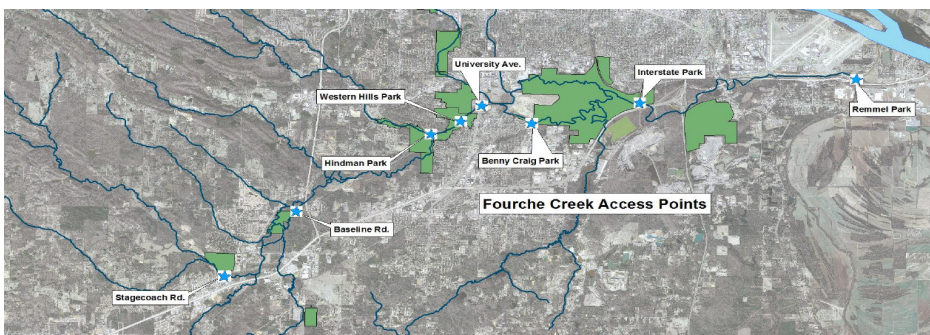 University Ave.
Interstate Park
Western Hills Park
Remmel Park
Hindman Park
Benny Craig Park
Fourche Creek Access Points
Baseline Rd.
Stagecoach Rd.